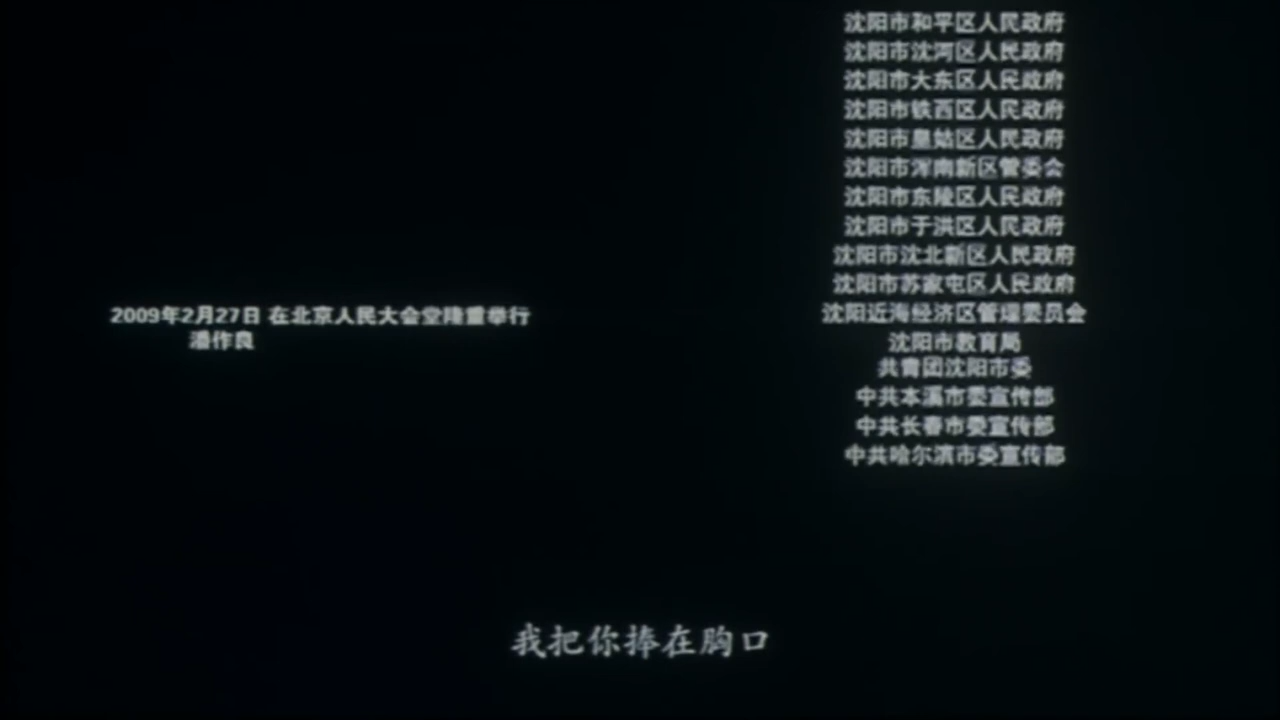 沈阳市和平区人民政府
沈阳市沈河区人民政府
沈阳市大东区人民政府
沈阳市铁西区人民政府
沈阳市皇姑区人民政府
沈阳市浑南新区管委会
沈阳市东陵区人民政府
沈阳市于洪区人民政府
沈阳市沈北新区人民政府
沈阳市苏家屯区人民政府
沈阳近海经济区管理委员会
沈阳市教育局
共青团沈阳市委
中共本溪市委宣传部
中共长春市委宣传部
中共哈尔滨市委宣传部
2009年2月27日 在北京人民大会堂隆重举行
潘作良
我把你捧在胸口